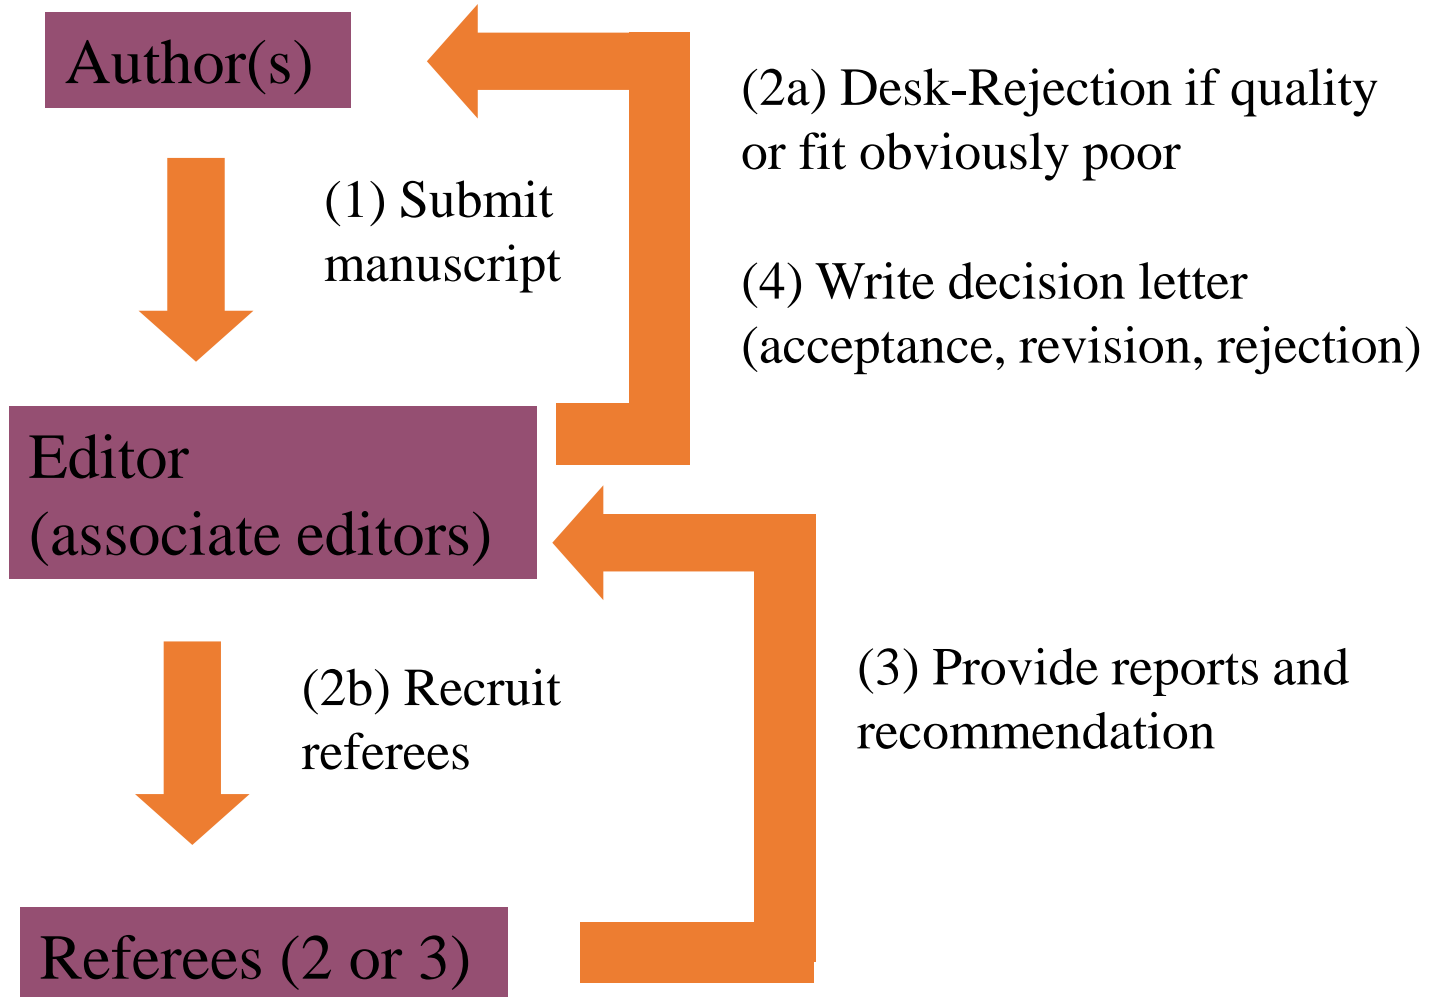 Author(s)
(1) Submit
manuscript
(2a) Desk-Rejection if quality
or fit obviously poor
(4) Write decision letter
(acceptance, revision, rejection)
Editor
(associate editors)
(2b) Recruit
referees
(3) Provide reports and
recommendation
Referees (2 or 3)